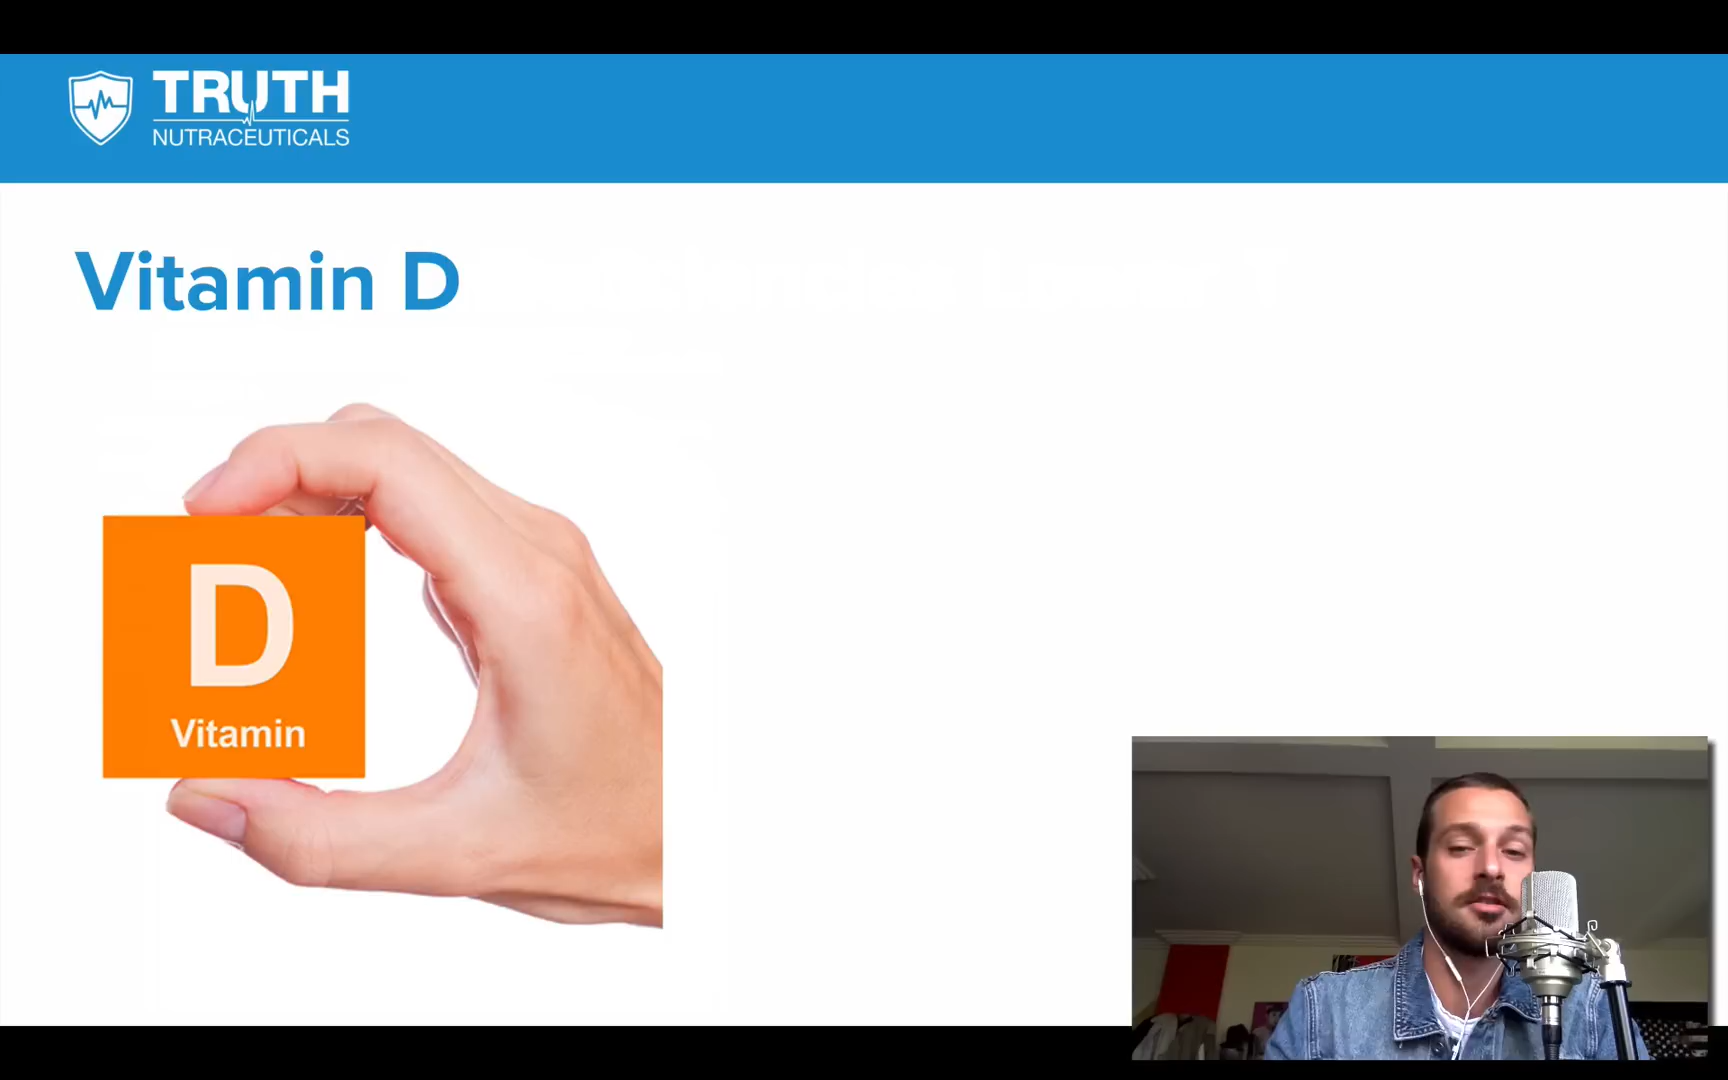 TRUTH
NUTRACEUTICALS
Vitamin D
D
Vitamin